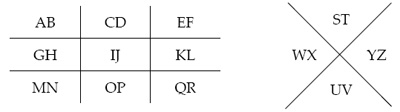 AB CD EF
GH IJ KL
MN OP QR
ST
WX YZ
UV